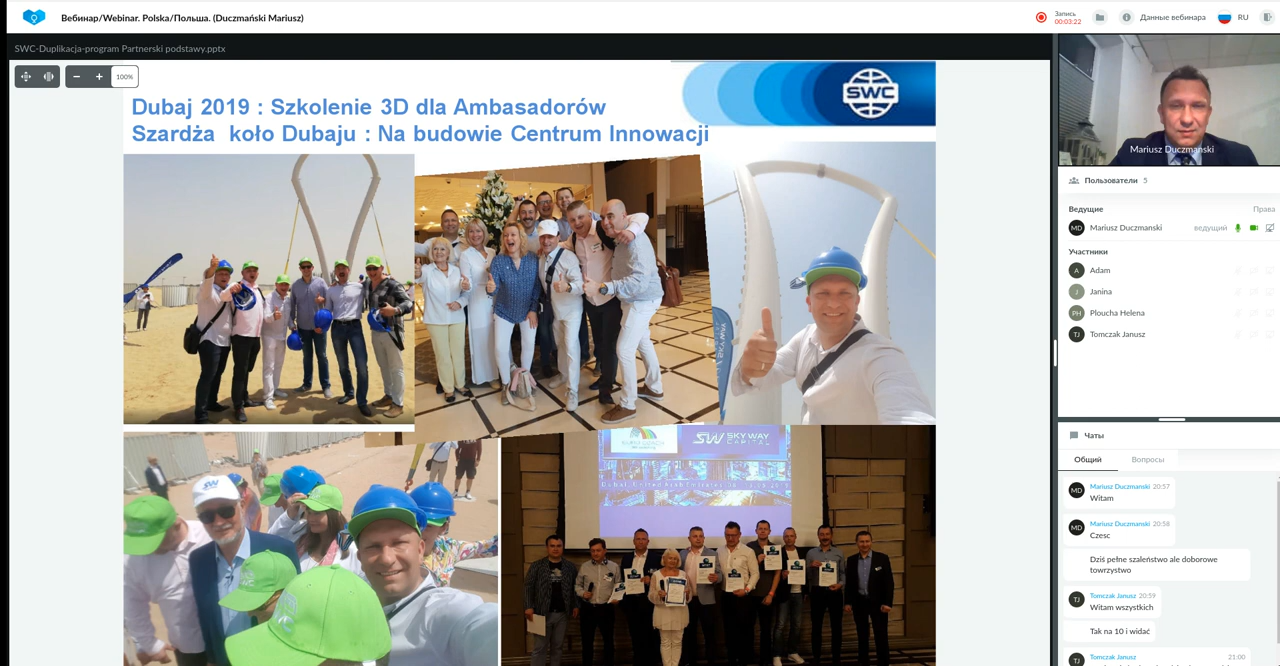 Вебинар/Webinar. Polska/Польша. (Duczmański Mariusz)
Запись
00:03:22
Данные вебинара
RU
SWC-Duplikacja-program Partnerski podstawy.pptx
100%
Dubaj 2019 : Szkolenie 3D dla Ambasadorów
Szardża koło Dubaju : Na budowie Centrum Innowacji
SWC
SW
SW SKY WAY
CAPITAL
Mariusz Duczmanski
Пользователи 5
Ведущие
Права
MD Mariusz Duczmanski ведущий
Участники
A Adam
J Janina
PH Ploucha Helena
TJ Tomczak Janusz
Чаты
Общий
Вопросы
MD Mariusz Duczmanski 20:57
Witam
MD Mariusz Duczmanski 20:58
Czesc
Dziś pełne szaleństwo ale doborowe
towrzystwo
TJ Tomczak Janusz 20:59
Witam wszystkich
Tak na 10 i widać
TJ Tomczak Janusz 21:00